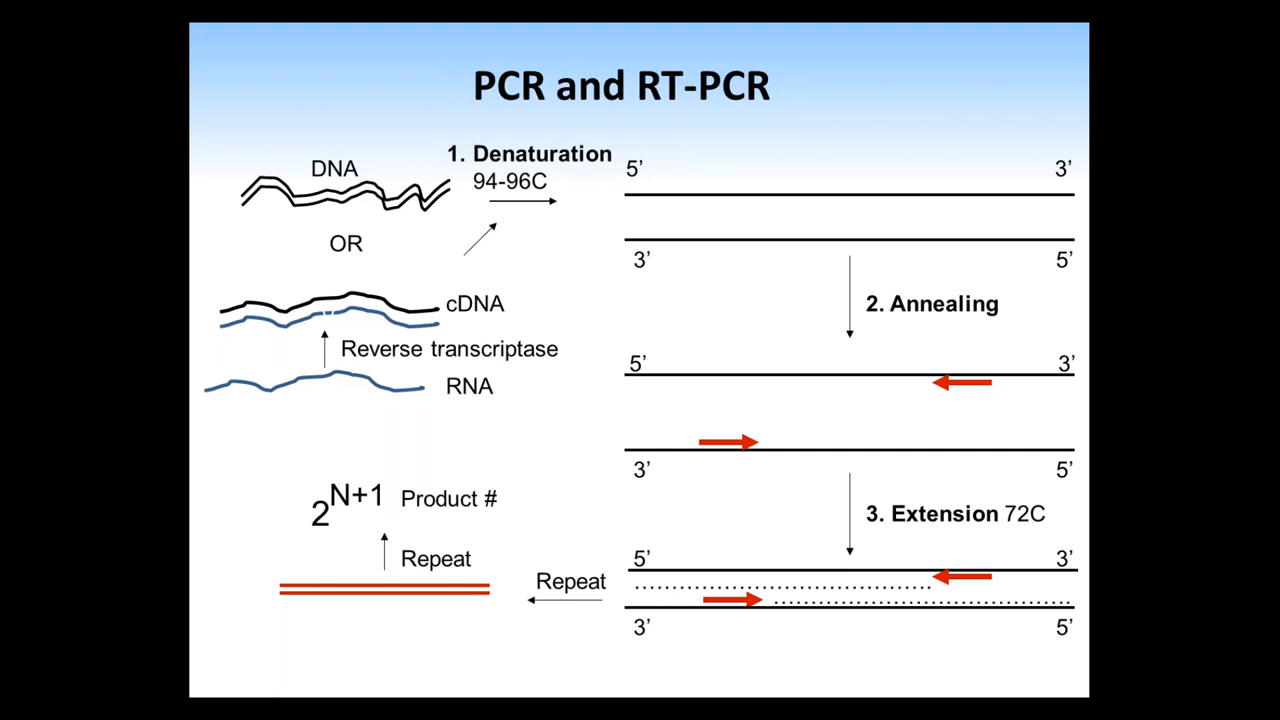 PCR and RT-PCR
DNA
1. Denaturation
94-96C
5’
3’
OR
3’
5’
cDNA
2. Annealing
Reverse transcriptase
RNA
5’
3’
3’
5’
2^N+1 Product #
3. Extension 72C
Repeat
5’
3’
Repeat
3’
5’